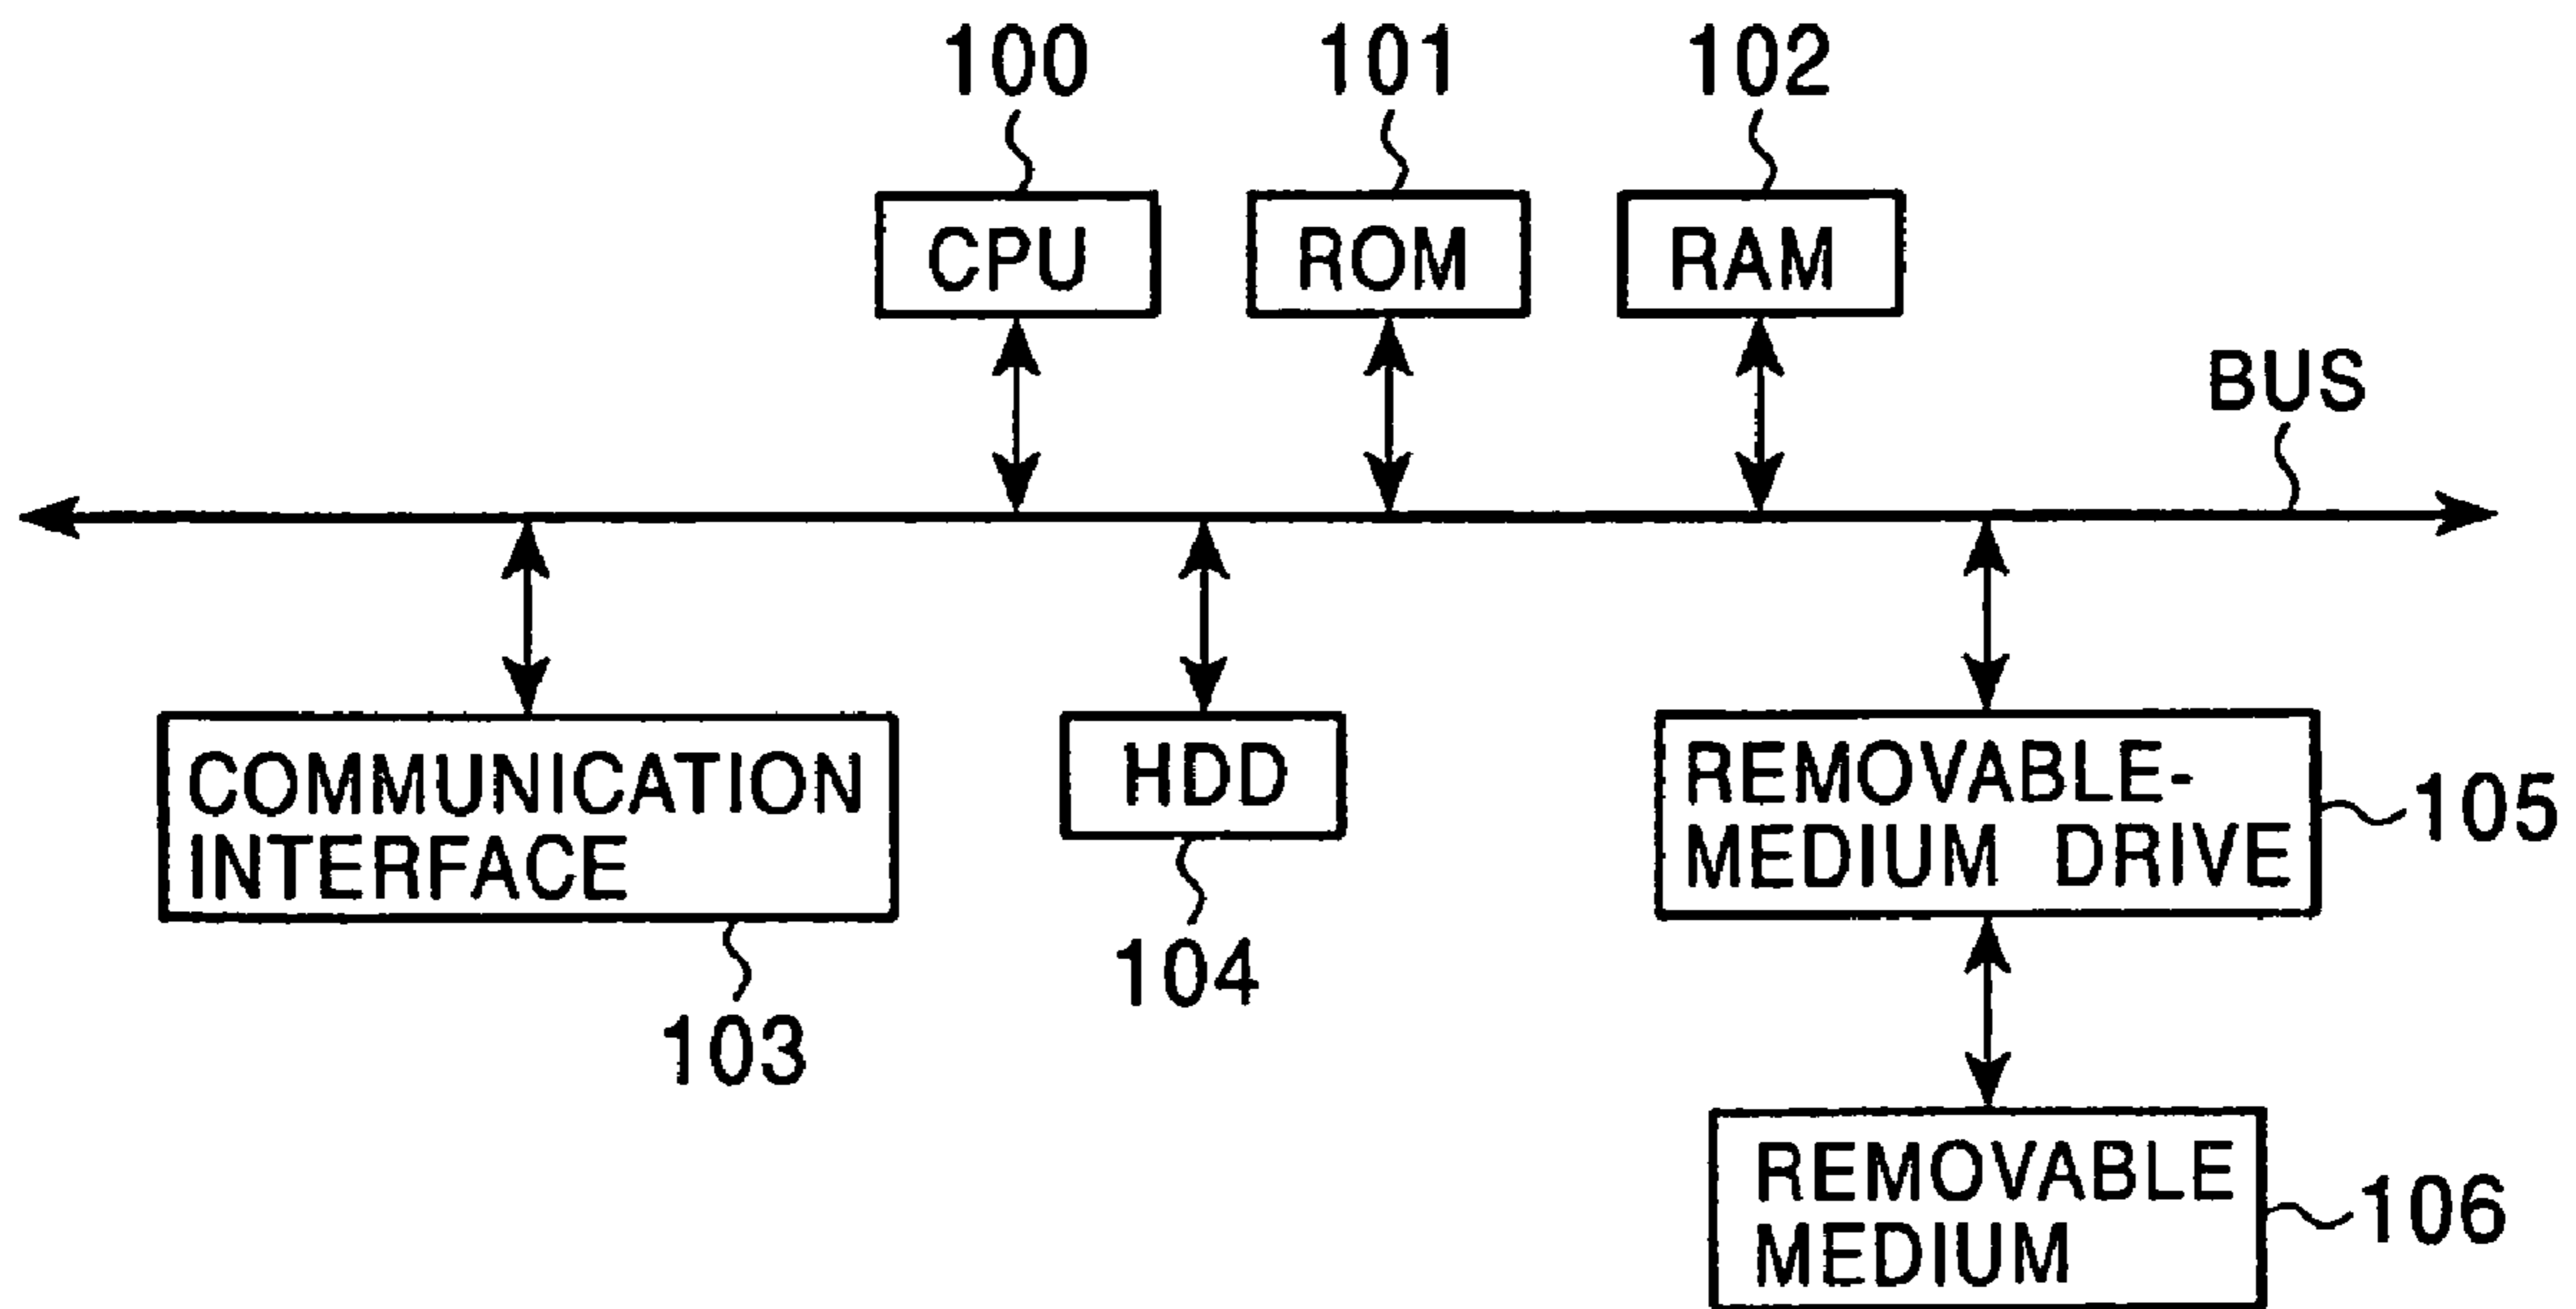 100
101
102
CPU
ROM
RAM
BUS
COMMUNICATION
INTERFACE
103
HDD
104
REMOVABLE-
MEDIUM DRIVE
105
REMOVABLE
MEDIUM
106